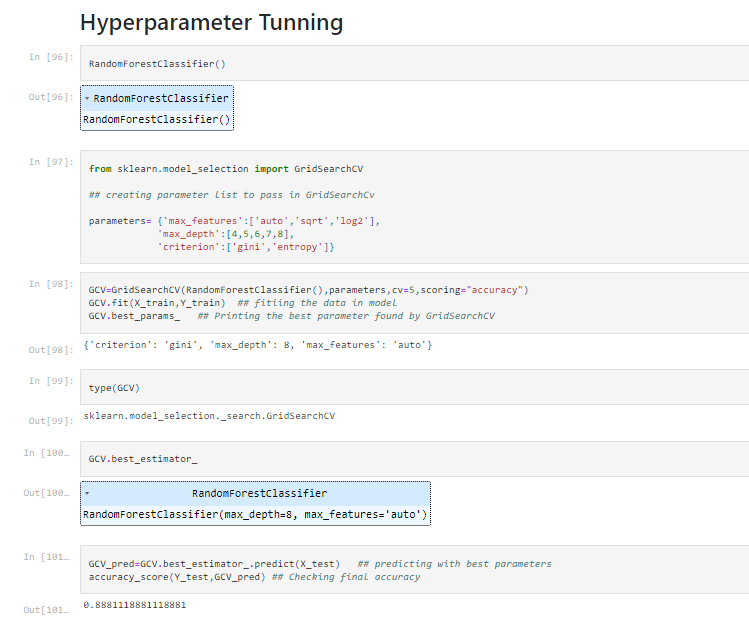 Hyperparameter Tunning
In [96]:
RandomForestClassifier()
Out[96]:
▾ RandomForestClassifier
RandomForestClassifier()
In [97]:
from sklearn.model_selection import GridSearchCV
## creating parameter list to pass in GridSearchCv
parameters= {'max_features':['auto','sqrt','log2'],
'max_depth':[4,5,6,7,8],
'criterion':['gini','entropy']}
In [98]:
GCV=GridSearchCV(RandomForestClassifier(),parameters,cv=5,scoring="accuracy")
GCV.fit(X_train,Y_train)  ## fitiing the data in model
GCV.best_params_   ## Printing the best parameter found by GridSearchCV
Out[98]:
{'criterion': 'gini', 'max_depth': 8, 'max_features': 'auto'}
In [99]:
type(GCV)
Out[99]:
sklearn.model_selection._search.GridSearchCV
In [100…
GCV.best_estimator_
Out[100…
▾ RandomForestClassifier
RandomForestClassifier(max_depth=8, max_features='auto')
In [101…
GCV_pred=GCV.best_estimator_.predict(X_test)   ## predicting with best parameters
accuracy_score(Y_test,GCV_pred) ## Checking final accuracy
Out[101…
0.8881118881118881